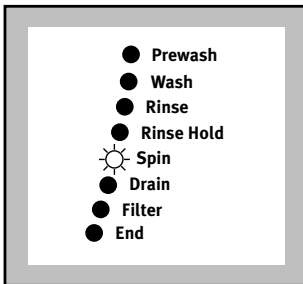 Prewash
Wash
Rinse
Rinse Hold
Spin
Drain
Filter
End